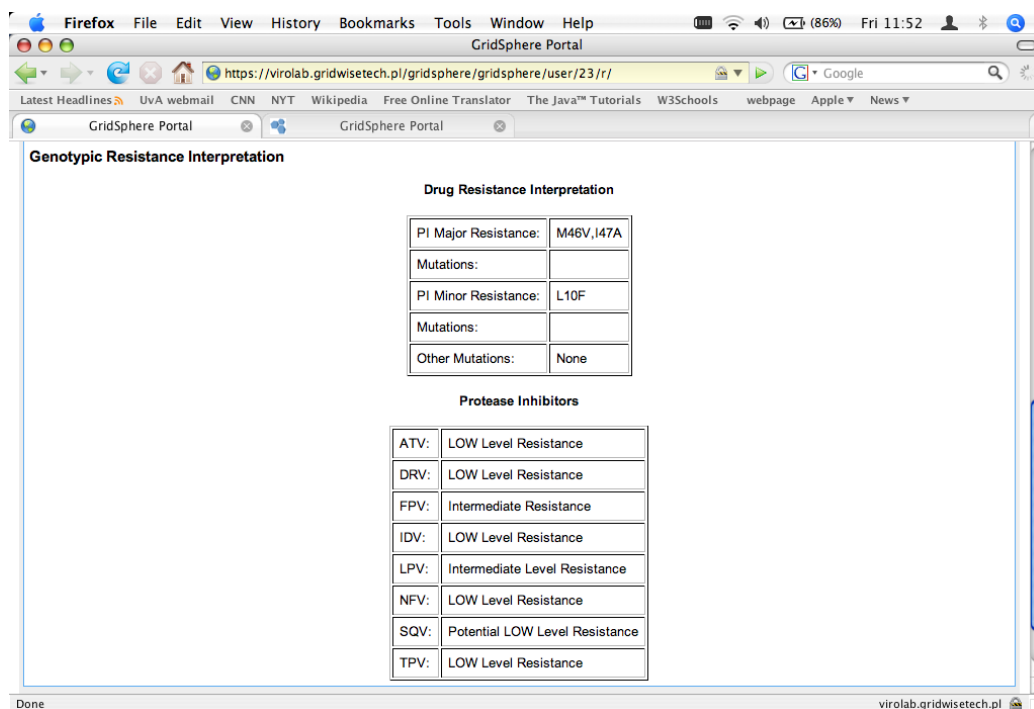 Firefox File Edit View History Bookmarks Tools Window Help (86%) Fri 11:52
GridSphere Portal
https://virolab.gridwisetech.pl/gridsphere/gridsphere/user/23/r/ G Google
Latest Headlines UvA webmail CNN NYT Wikipedia Free Online Translator The Java™ Tutorials W3Schools webpage Apple News
GridSphere Portal GridSphere Portal
Genotypic Resistance Interpretation
Drug Resistance Interpretation
PI Major Resistance: M46V,I47A
Mutations:
PI Minor Resistance: L10F
Mutations:
Other Mutations: None
Protease Inhibitors
ATV: LOW Level Resistance
DRV: LOW Level Resistance
FPV: Intermediate Resistance
IDV: LOW Level Resistance
LPV: Intermediate Level Resistance
NFV: LOW Level Resistance
SQV: Potential LOW Level Resistance
TPV: LOW Level Resistance
Done virolab.gridwisetech.pl